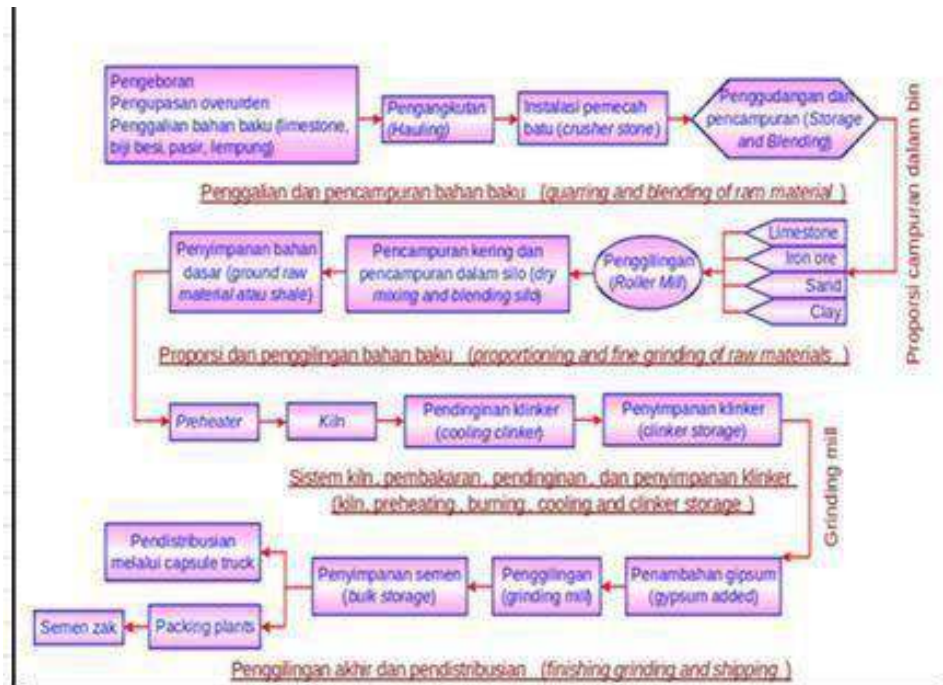 Pengeboran
Pengupasan overurden
Penggalian bahan baku (limestone,
biji besi, pasir, lempung)
Pengangkutan
(Hauling)
Instalasi pemecah
batu (crusher stone)
Penggudangan dan
pencampuran (Storage
and Blending)
Proporsi campuran dalam bin
Penggalian dan pencampuran bahan baku (quarring and blending of ram material )
Limestone
Iron ore
Sand
Clay
Penggilingan
(Roller Mill)
Pencampuran kering dan
pencampuran dalam silo (dry
mixing and blending silo)
Penyimpanan bahan
dasar (ground raw
material atau shale)
Proporsi dan penggilingan bahan baku (proportioning and fine grinding of raw materials )
Preheater
Kiln
Pendinginan klinker
(cooling clinker)
Penyimpanan klinker
(clinker storage)
Grinding mill
Sistem kiln, pembakaran, pendinginan, dan penyimpanan klinker
(kiln, preheating, burning, cooling and clinker storage )
Penambahan gipsum
(gypsum added)
Penggilingan
(grinding mill)
Penyimpanan semen
(bulk storage)
Pendistribusian
melalui capsule truck
Packing plants
Semen zak
Penggilingan akhir dan pendistribusian (finishing grinding and shipping )